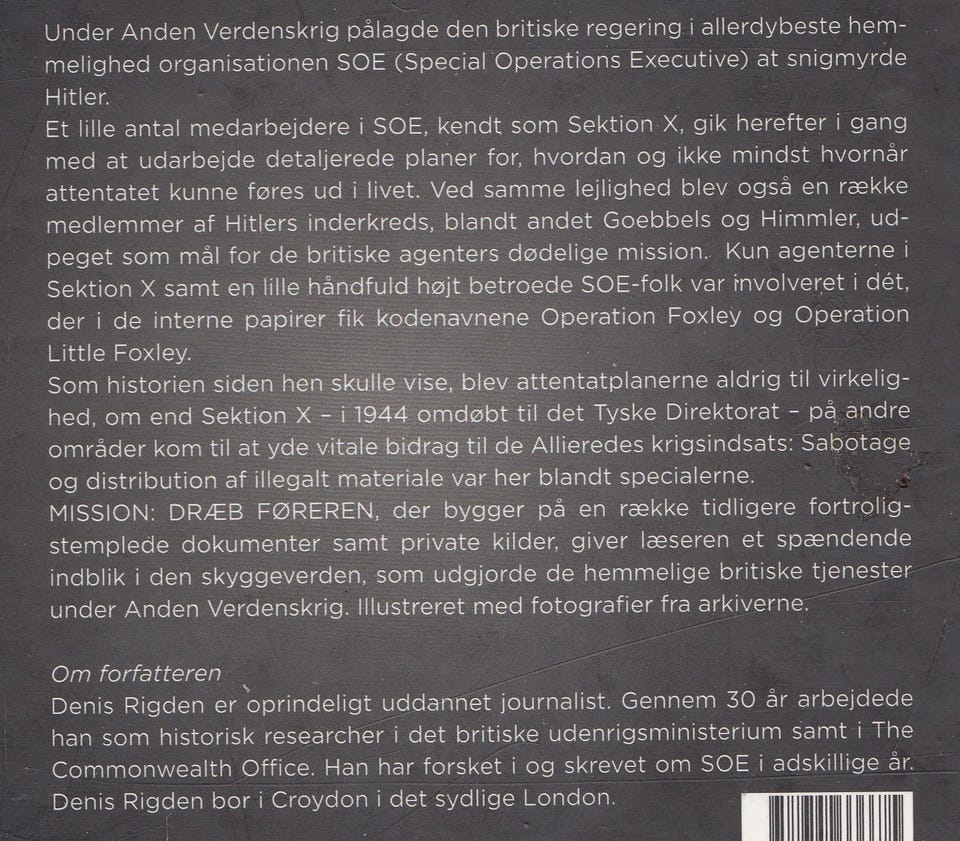 Under Anden Verdenskrig pålagde den britiske regering i allerdybeste hem-
melighed organisationen SOE (Special Operations Executive) at snigmyrde
Hitler.
Et lille antal medarbejdere i SOE, kendt som Sektion X, gik herefter i gang
med at udarbejde detaljerede planer for, hvordan og ikke mindst hvornår
attentatet kunne føres ud i livet. Ved samme lejlighed blev også en række
medlemmer af Hitlers inderkreds, blandt andet Goebbels og Himmler, ud-
peget som mål for de britiske agenters dødelige mission. Kun agenterne i
Sektion X samt en lille håndfuld højt betroede SOE-folk var involveret i dét,
der i de interne papirer fik kodenavnene Operation Foxley og Operation
Little Foxley.
Som historien siden hen skulle vise, blev attentatplanerne aldrig til virkelig-
hed, om end Sektion X – i 1944 omdøbt til det Tyske Direktorat – på andre
områder kom til at yde vitale bidrag til de Allieredes krigsindsats: Sabotage
og distribution af illegalt materiale var her blandt specialerne.
MISSION: DRÆB FØREREN, der bygger på en række tidligere fortrolig-
stemplede dokumenter samt private kilder, giver læseren et spændende
indblik i den skyggeverden, som udgjorde de hemmelige britiske tjenester
under Anden Verdenskrig. Illustreret med fotografier fra arkiverne.
Om forfatteren
Denis Rigden er oprindeligt uddannet journalist. Gennem 30 år arbejdede
han som historisk researcher i det britiske udenrigsministerium samt i The
Commonwealth Office. Han har forsket i og skrevet om SOE i adskillige år.
Denis Rigden bor i Croydon i det sydlige London.